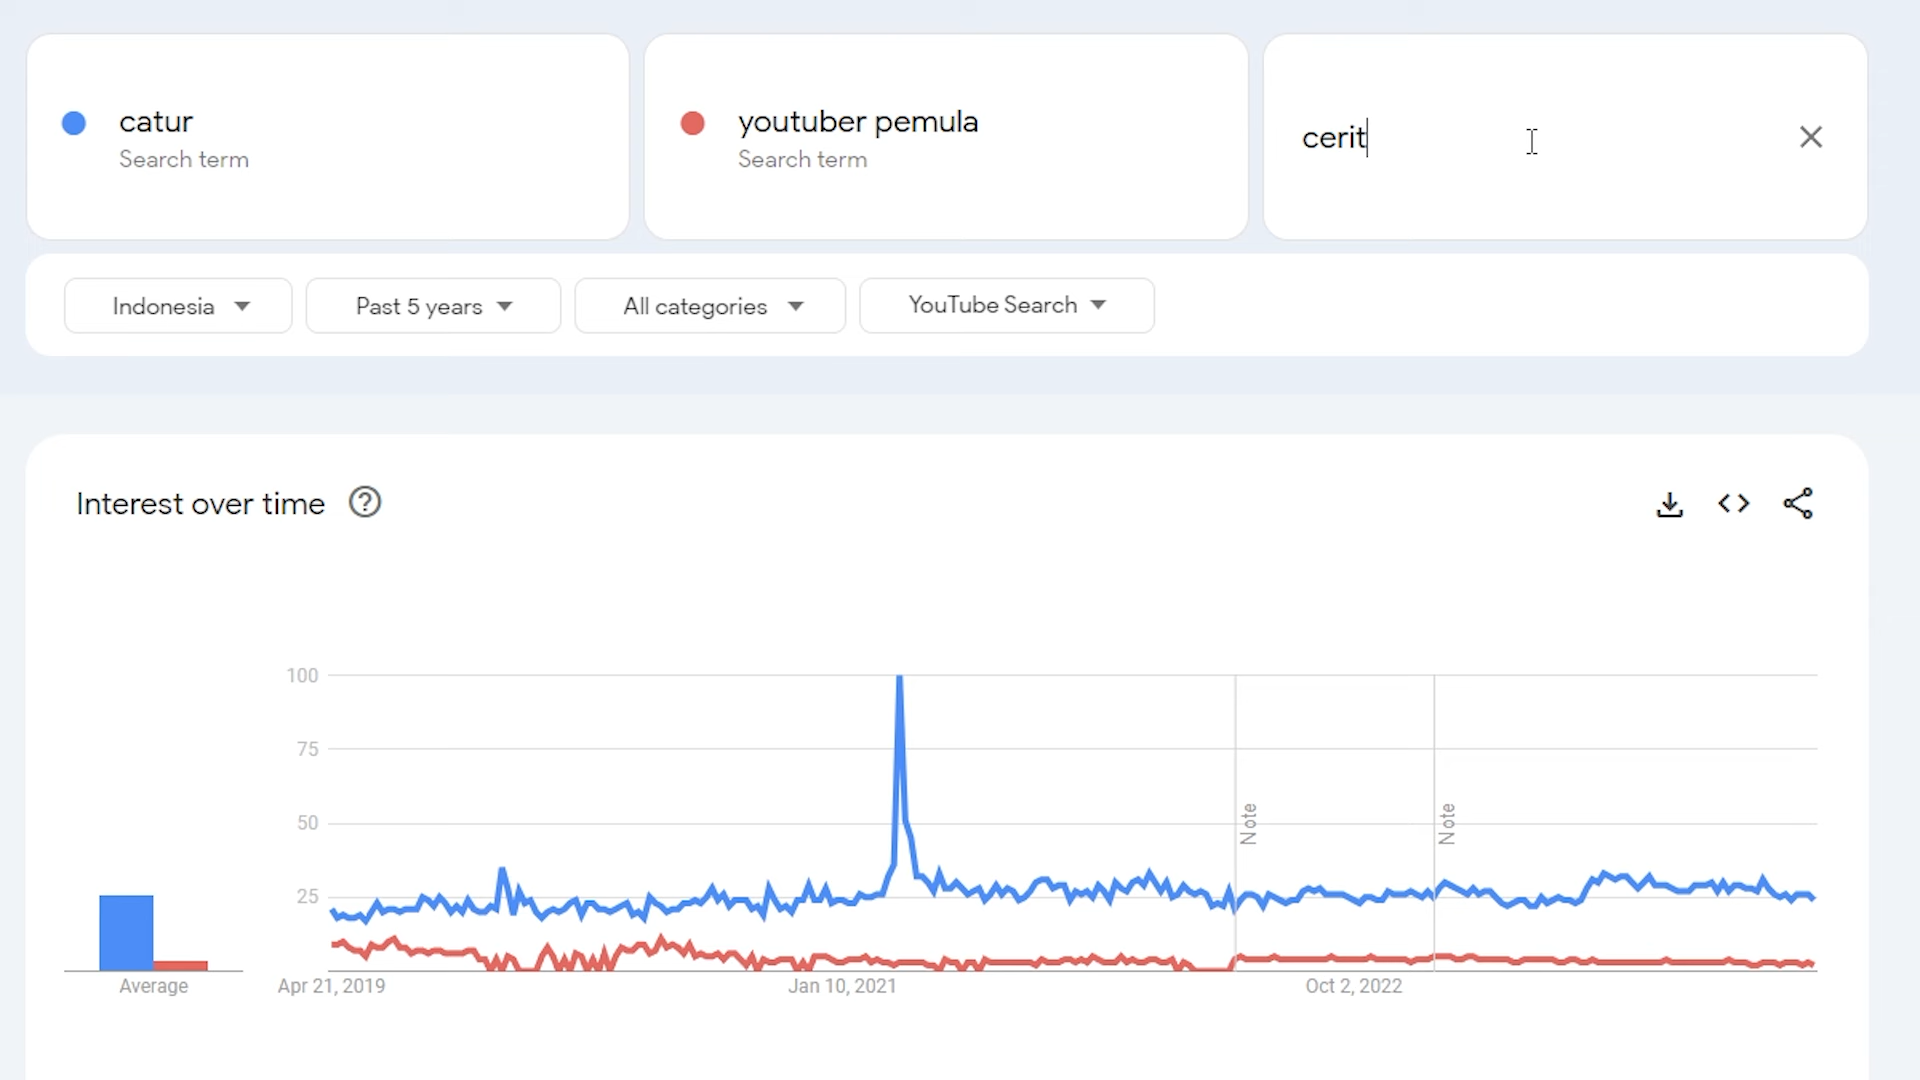 catur
Search term
youtuber pemula
Search term
cerit
Indonesia
Past 5 years
All categories
YouTube Search
Interest over time
100
75
50
25
Note
Note
Average
Apr 21, 2019
Jan 10, 2021
Oct 2, 2022